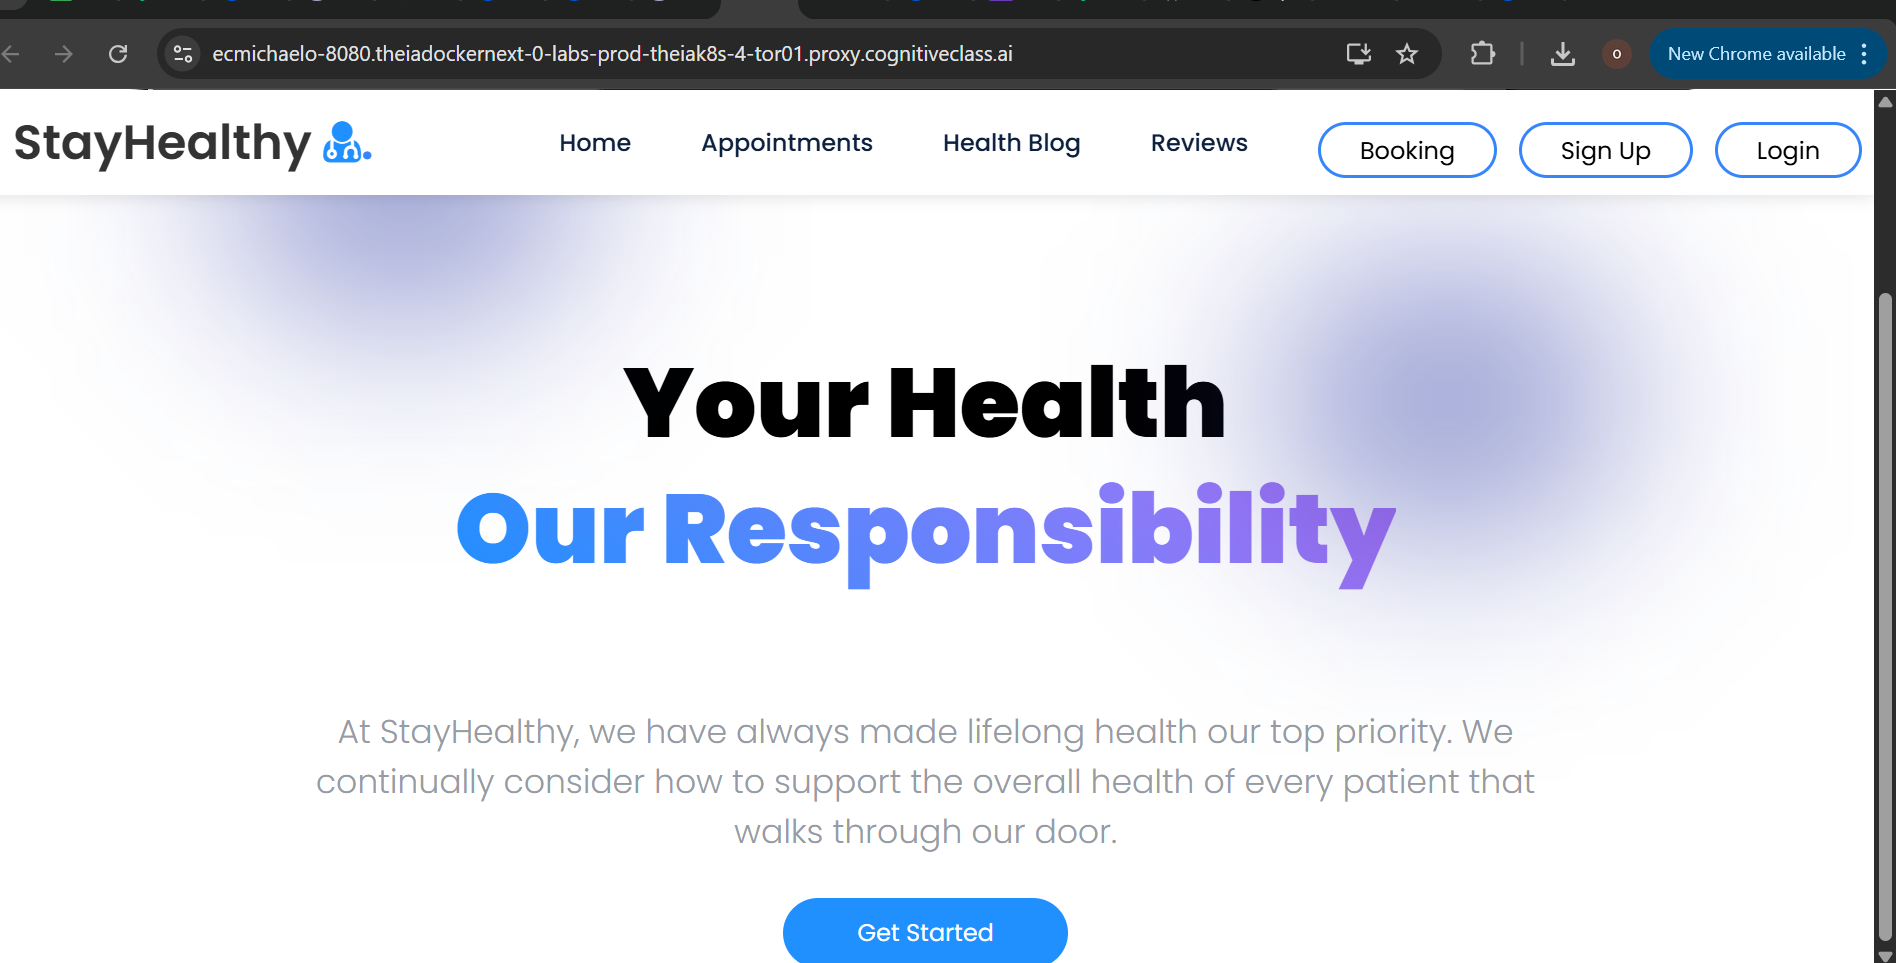 ecmichaelo-8080.theiadockernext-0-labs-prod-theiak8s-4-tor01.proxy.cognitiveclass.ai
O
New Chrome available
StayHealthy
Home
Appointments
Health Blog
Reviews
Booking
Sign Up
Login
Your Health
Our Responsibility
At StayHealthy, we have always made lifelong health our top priority. We
continually consider how to support the overall health of every patient that
walks through our door.
Get Started